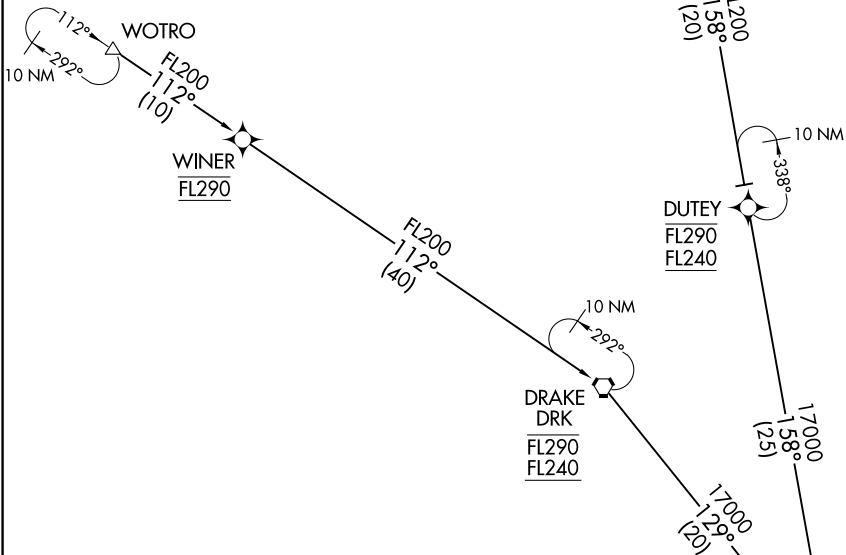 WOTRO
112°
292°
10 NM
FL200
112°
(10)
WINER
FL290
FL200
112°
(40)
10 NM
292°
DRAKE
DRK
FL290
FL240
17000
129°
(20)
158°
(20)
10 NM
338°
DUTEY
FL290
FL240
17000
158°
(25)